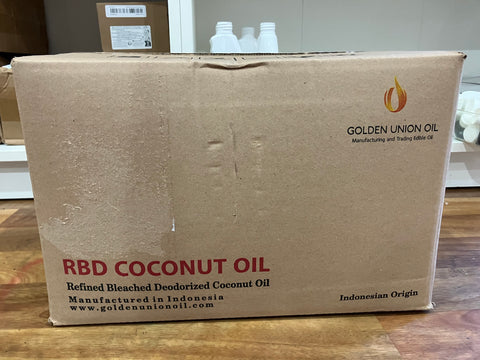 GOLDEN UNION OIL
Manufacturing and Trading Edible Oil
RBD COCONUT OIL
Refined Bleached Deodorized Coconut Oil
Manufactured in Indonesia
www.goldenunionoil.com
Indonesian Origin